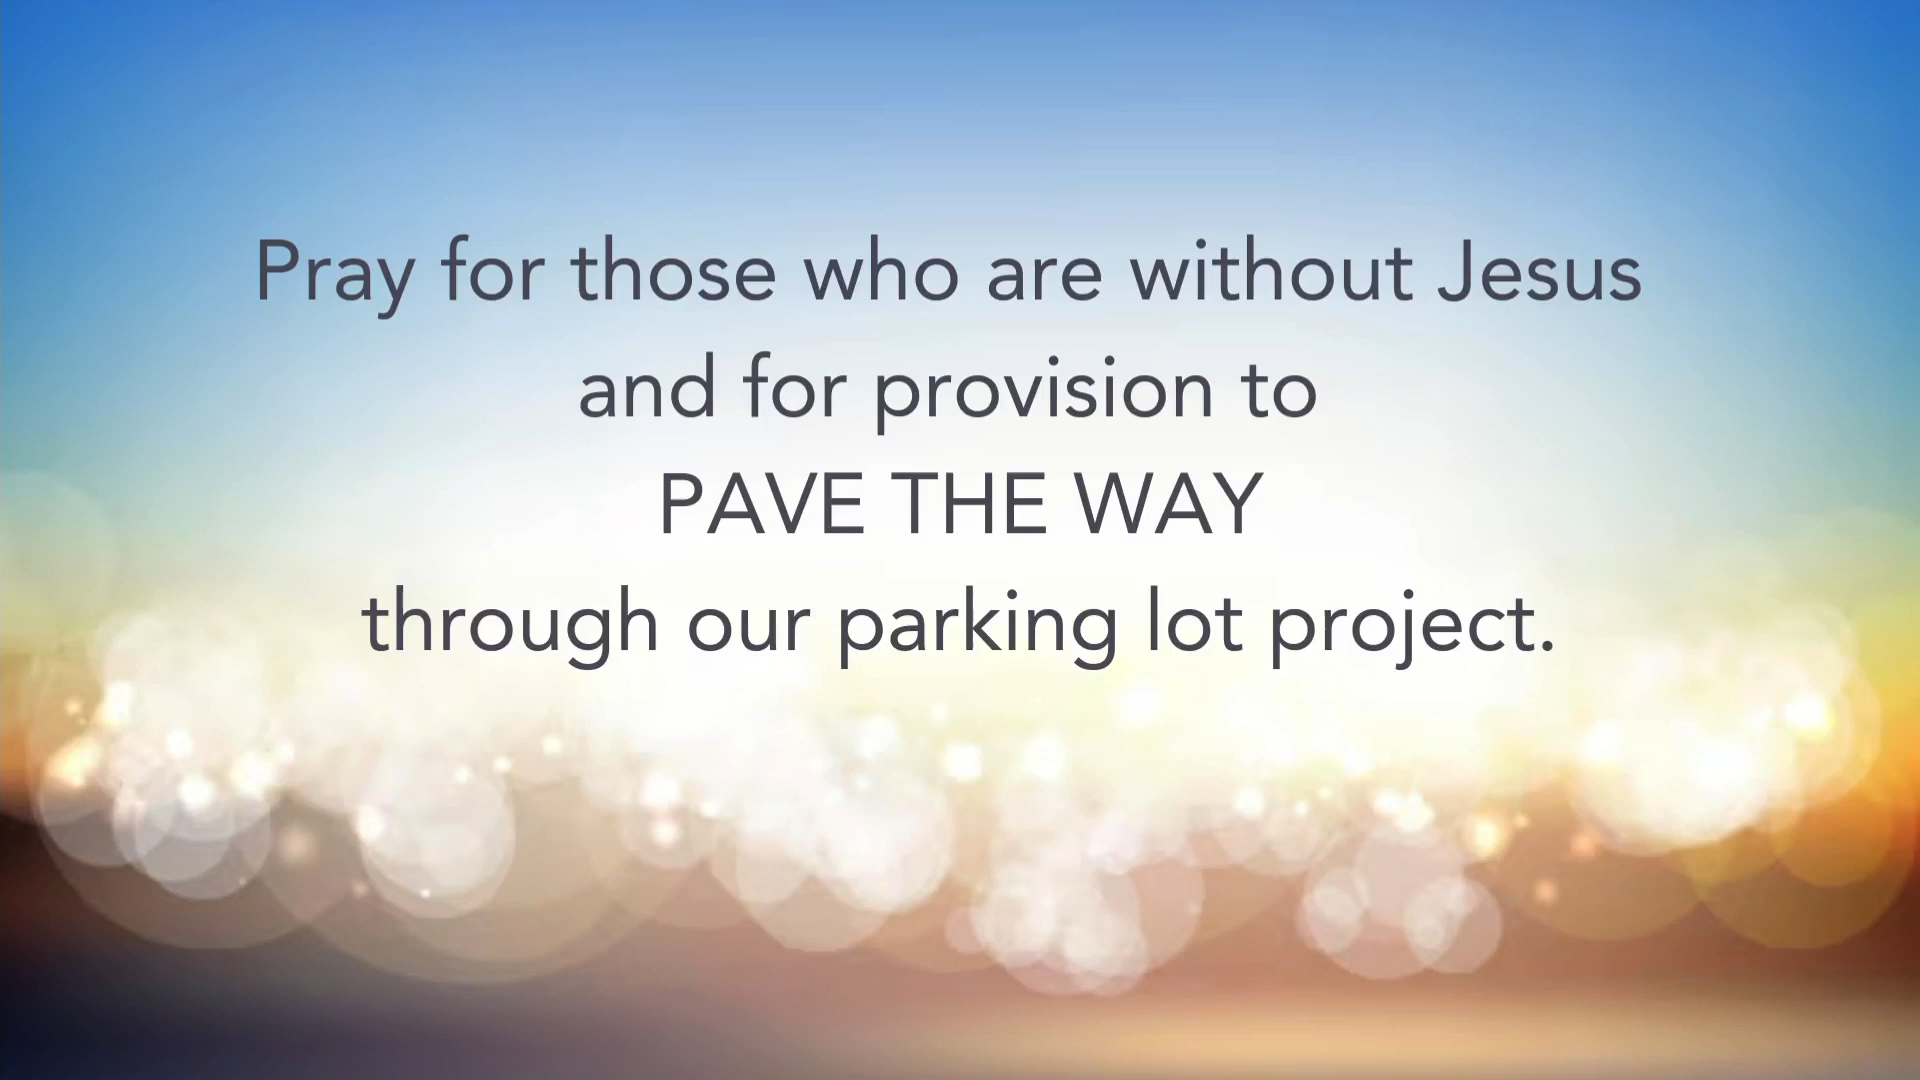 Pray for those who are without Jesus
and for provision to
PAVE THE WAY
through our parking lot project.